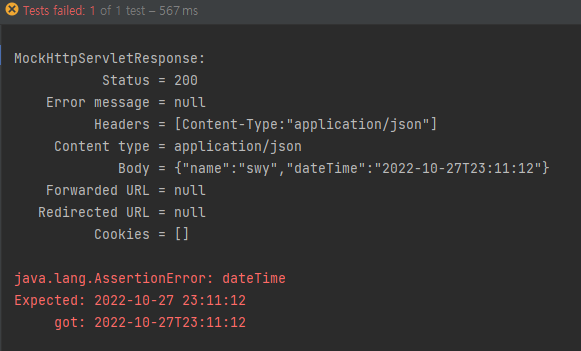 Tests failed: 1 of 1 test – 567 ms
MockHttpServletResponse:
Status = 200
Error message = null
Headers = [Content-Type:"application/json"]
Content type = application/json
Body = {"name":"swy","dateTime":"2022-10-27T23:11:12"}
Forwarded URL = null
Redirected URL = null
Cookies = []
java.lang.AssertionError: dateTime
Expected: 2022-10-27 23:11:12
got: 2022-10-27T23:11:12